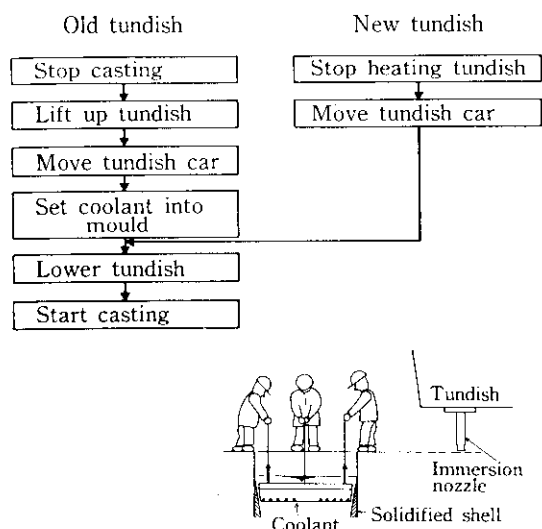 Old tundish
New tundish
Stop casting
Lift up tundish
Move tundish car
Set coolant into
mould
Lower tundish
Start casting
Stop heating tundish
Move tundish car
Tundish
Immersion
nozzle
Solidified shell
Coolant